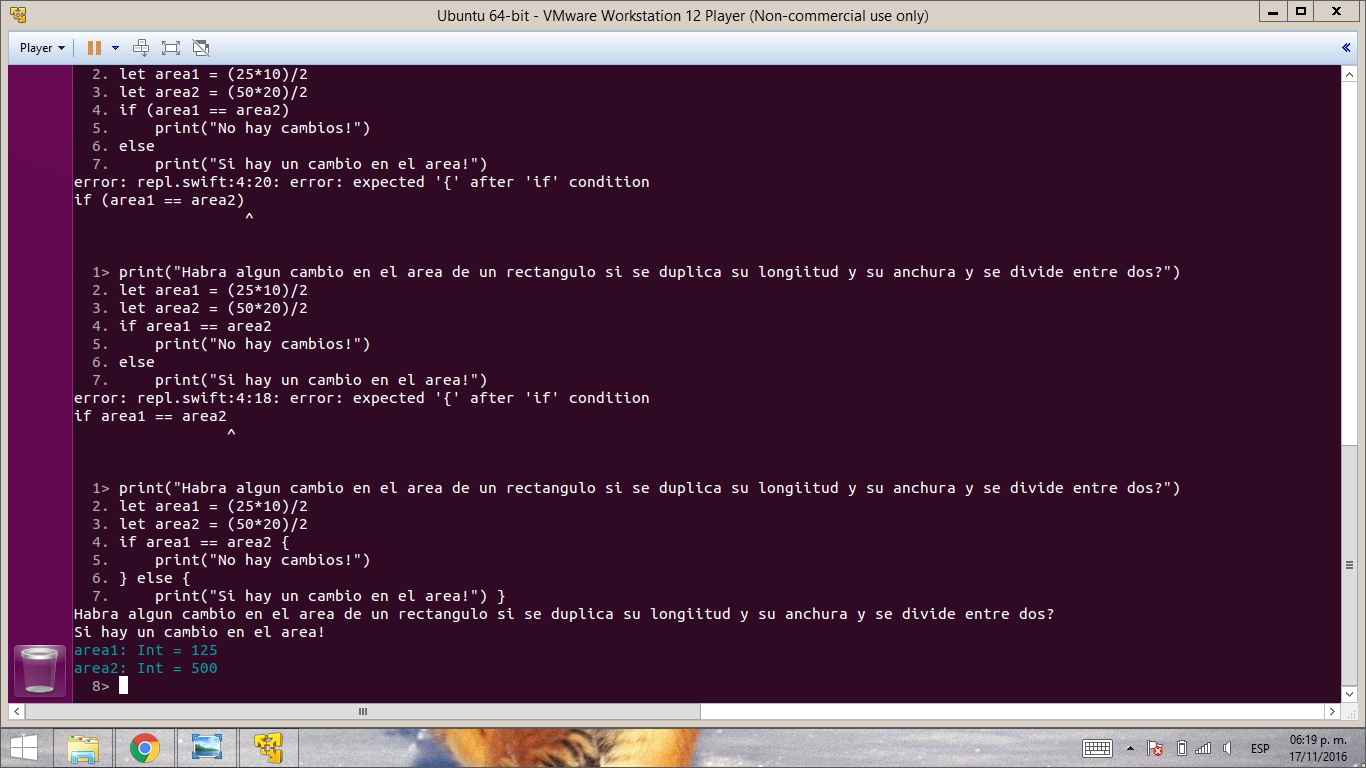 Ubuntu 64-bit - VMware Workstation 12 Player (Non-commercial use only)
Player
2. let area1 = (25*10)/2
3. let area2 = (50*20)/2
4. if (area1 == area2)
5.     print("No hay cambios!")
6. else
7.     print("Si hay un cambio en el area!")
error: repl.swift:4:20: error: expected '{' after 'if' condition
if (area1 == area2)
                   ^
1> print("Habra algun cambio en el area de un rectangulo si se duplica su longiitud y su anchura y se divide entre dos?")
2. let area1 = (25*10)/2
3. let area2 = (50*20)/2
4. if area1 == area2
5.     print("No hay cambios!")
6. else
7.     print("Si hay un cambio en el area!")
error: repl.swift:4:18: error: expected '{' after 'if' condition
if area1 == area2
                 ^
1> print("Habra algun cambio en el area de un rectangulo si se duplica su longiitud y su anchura y se divide entre dos?")
2. let area1 = (25*10)/2
3. let area2 = (50*20)/2
4. if area1 == area2 {
5.     print("No hay cambios!")
6. } else {
7.     print("Si hay un cambio en el area!") }
Habra algun cambio en el area de un rectangulo si se duplica su longiitud y su anchura y se divide entre dos?
Si hay un cambio en el area!
area1: Int = 125
area2: Int = 500
8>
ESP
06:19 p. m.
17/11/2016